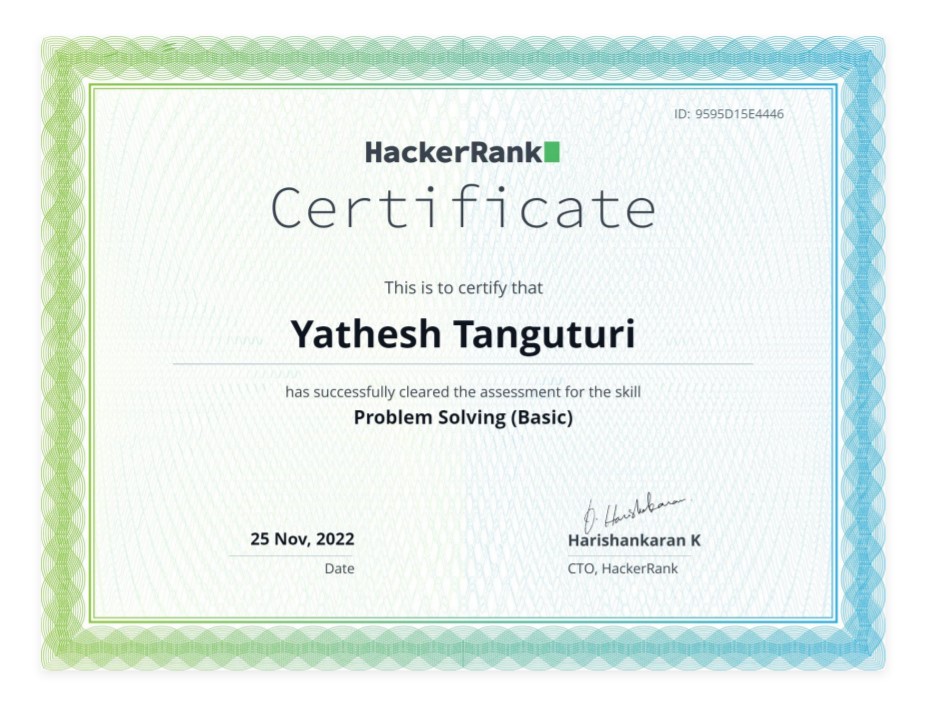 ID: 9595D15E4446
HackerRank
Certificate
This is to certify that
Yathesh Tanguturi
has successfully cleared the assessment for the skill
Problem Solving (Basic)
25 Nov, 2022
Date
Harishankaran K
CTO, HackerRank